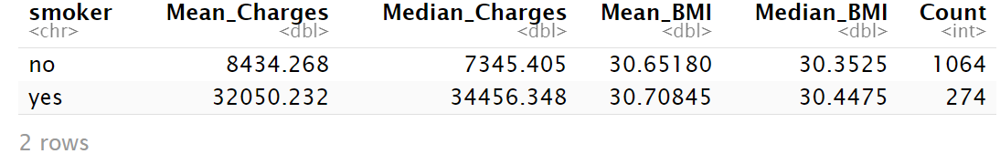 smoker Mean_Charges Median_Charges Mean_BMI Median_BMI Count
<chr> <dbl> <dbl> <dbl> <dbl> <int>
no 8434.268 7345.405 30.65180 30.3525 1064
yes 32050.232 34456.348 30.70845 30.4475 274
2 rows